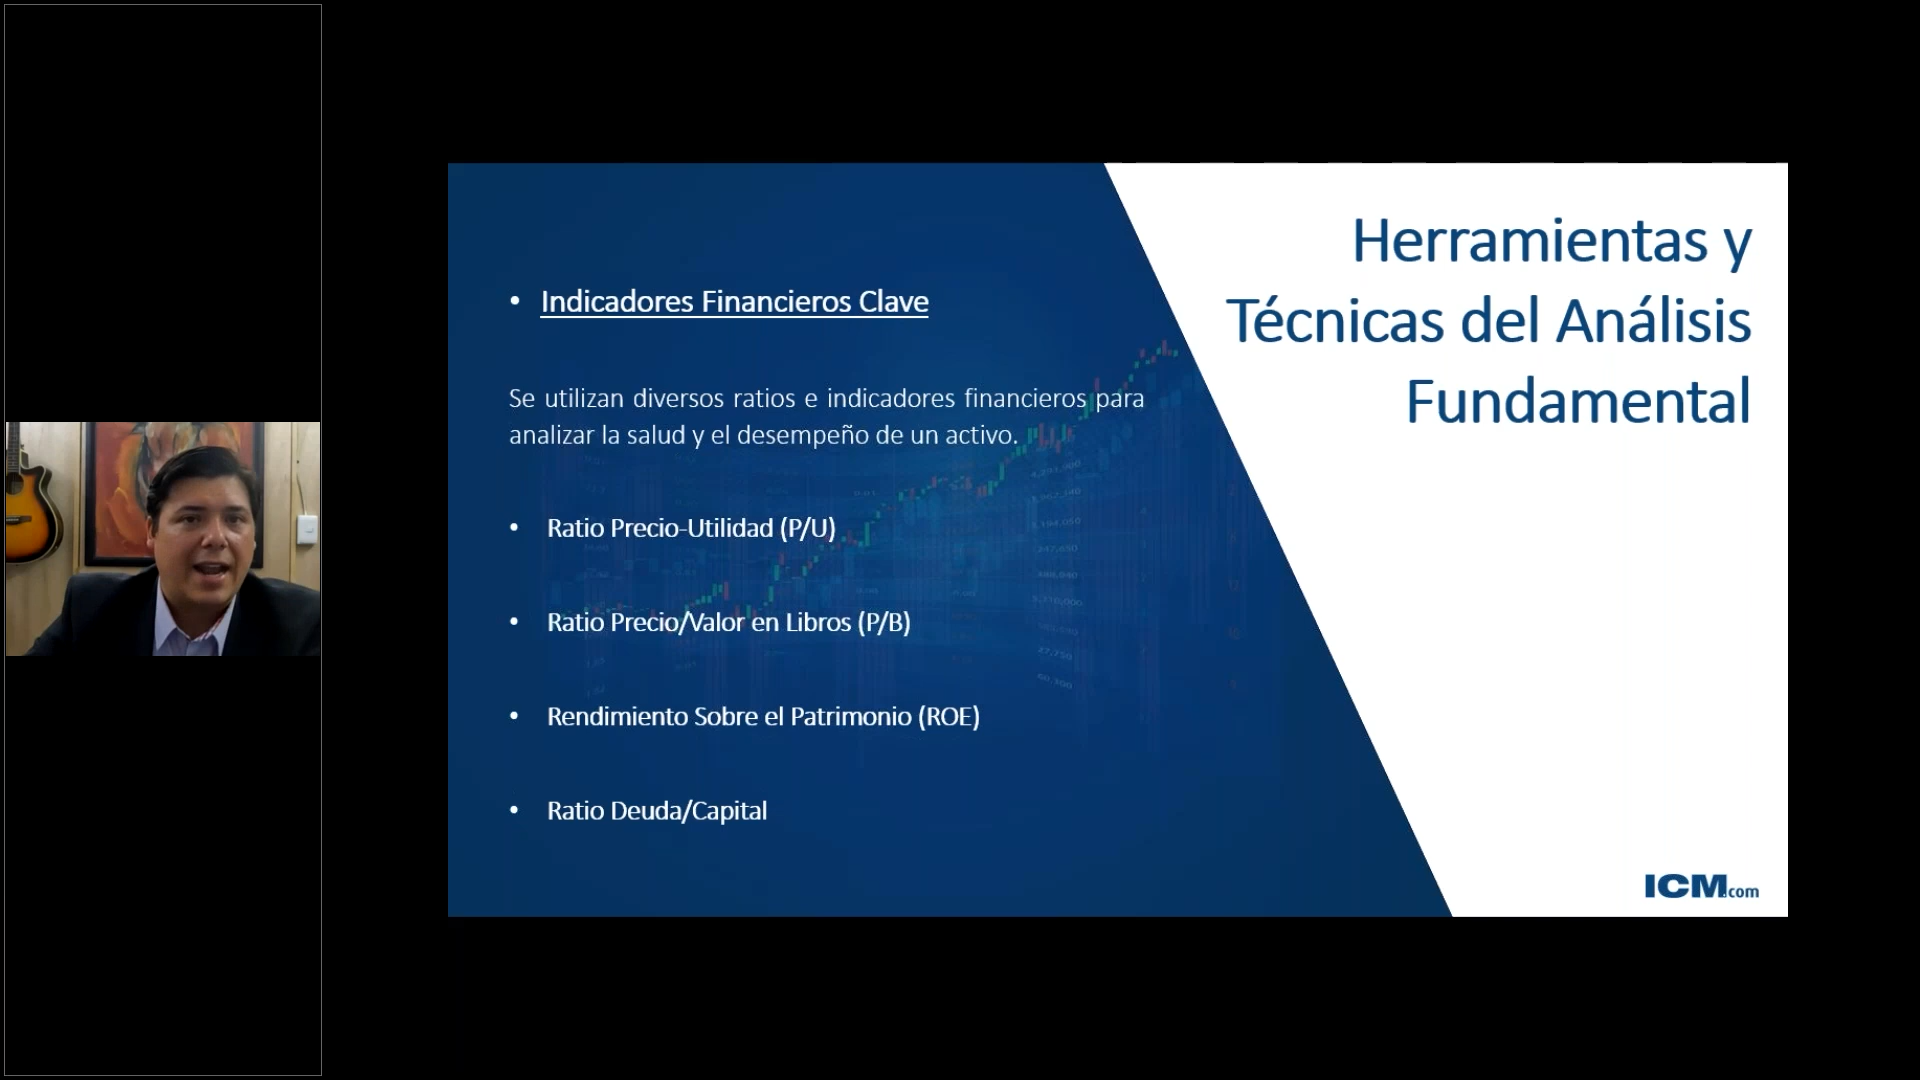 Herramientas y
Técnicas del Análisis
Fundamental
• Indicadores Financieros Clave
Se utilizan diversos ratios e indicadores financieros para
analizar la salud y el desempeño de un activo.
• Ratio Precio-Utilidad (P/U)
• Ratio Precio/Valor en Libros (P/B)
• Rendimiento Sobre el Patrimonio (ROE)
• Ratio Deuda/Capital
ICM.com